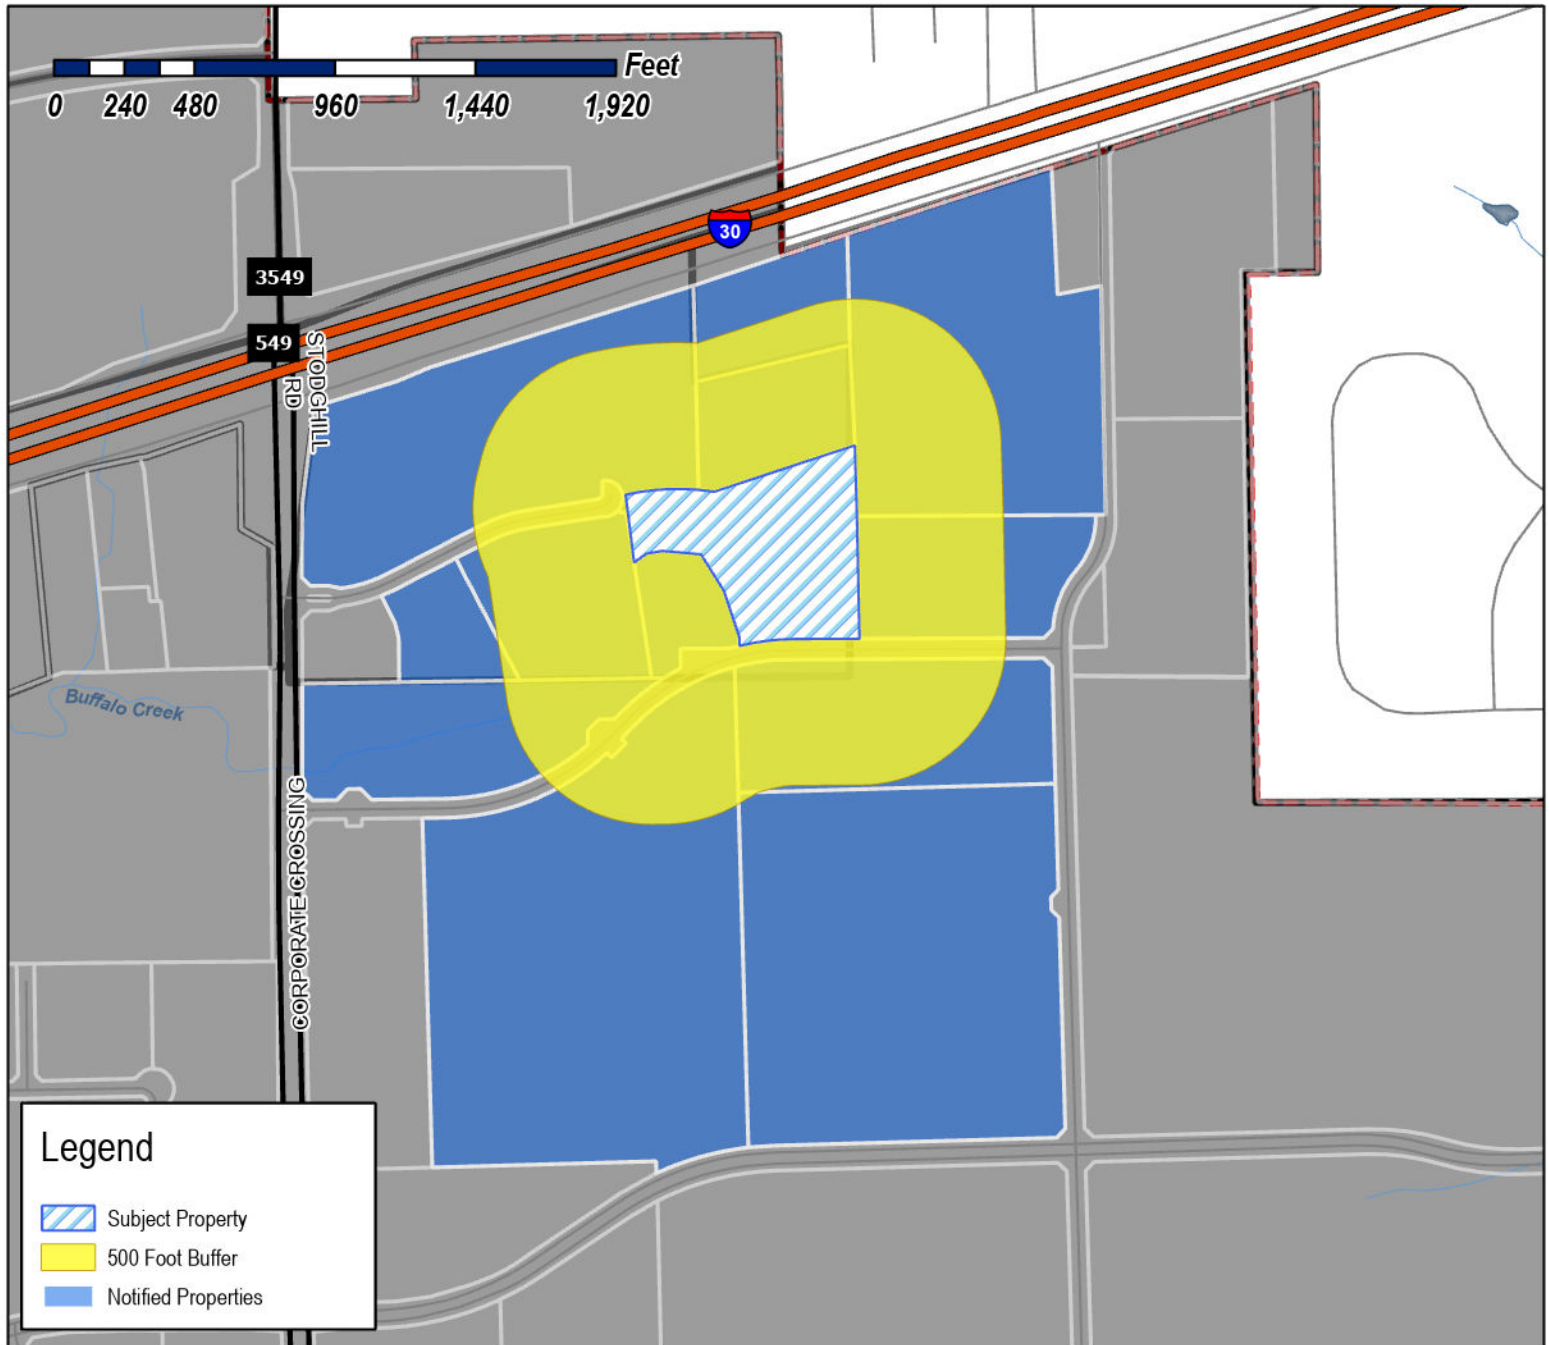 Feet
0 240 480 960 1,440 1,920
30
3549
549
STODGHILL
RD
Buffalo Creek
CORPORATE CROSSING
Legend
Subject Property
500 Foot Buffer
Notified Properties